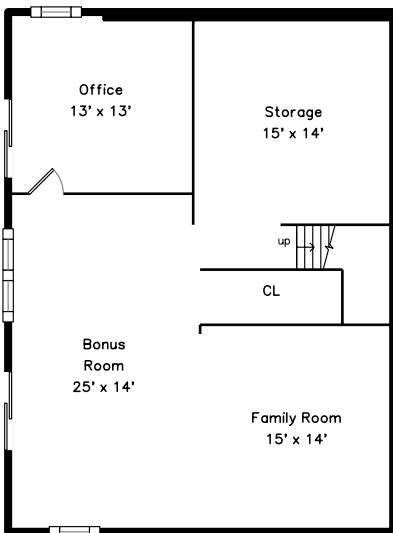 Office
13' x 13'
Storage
15' x 14'
up
CL
Bonus
Room
25' x 14'
Family Room
15' x 14'